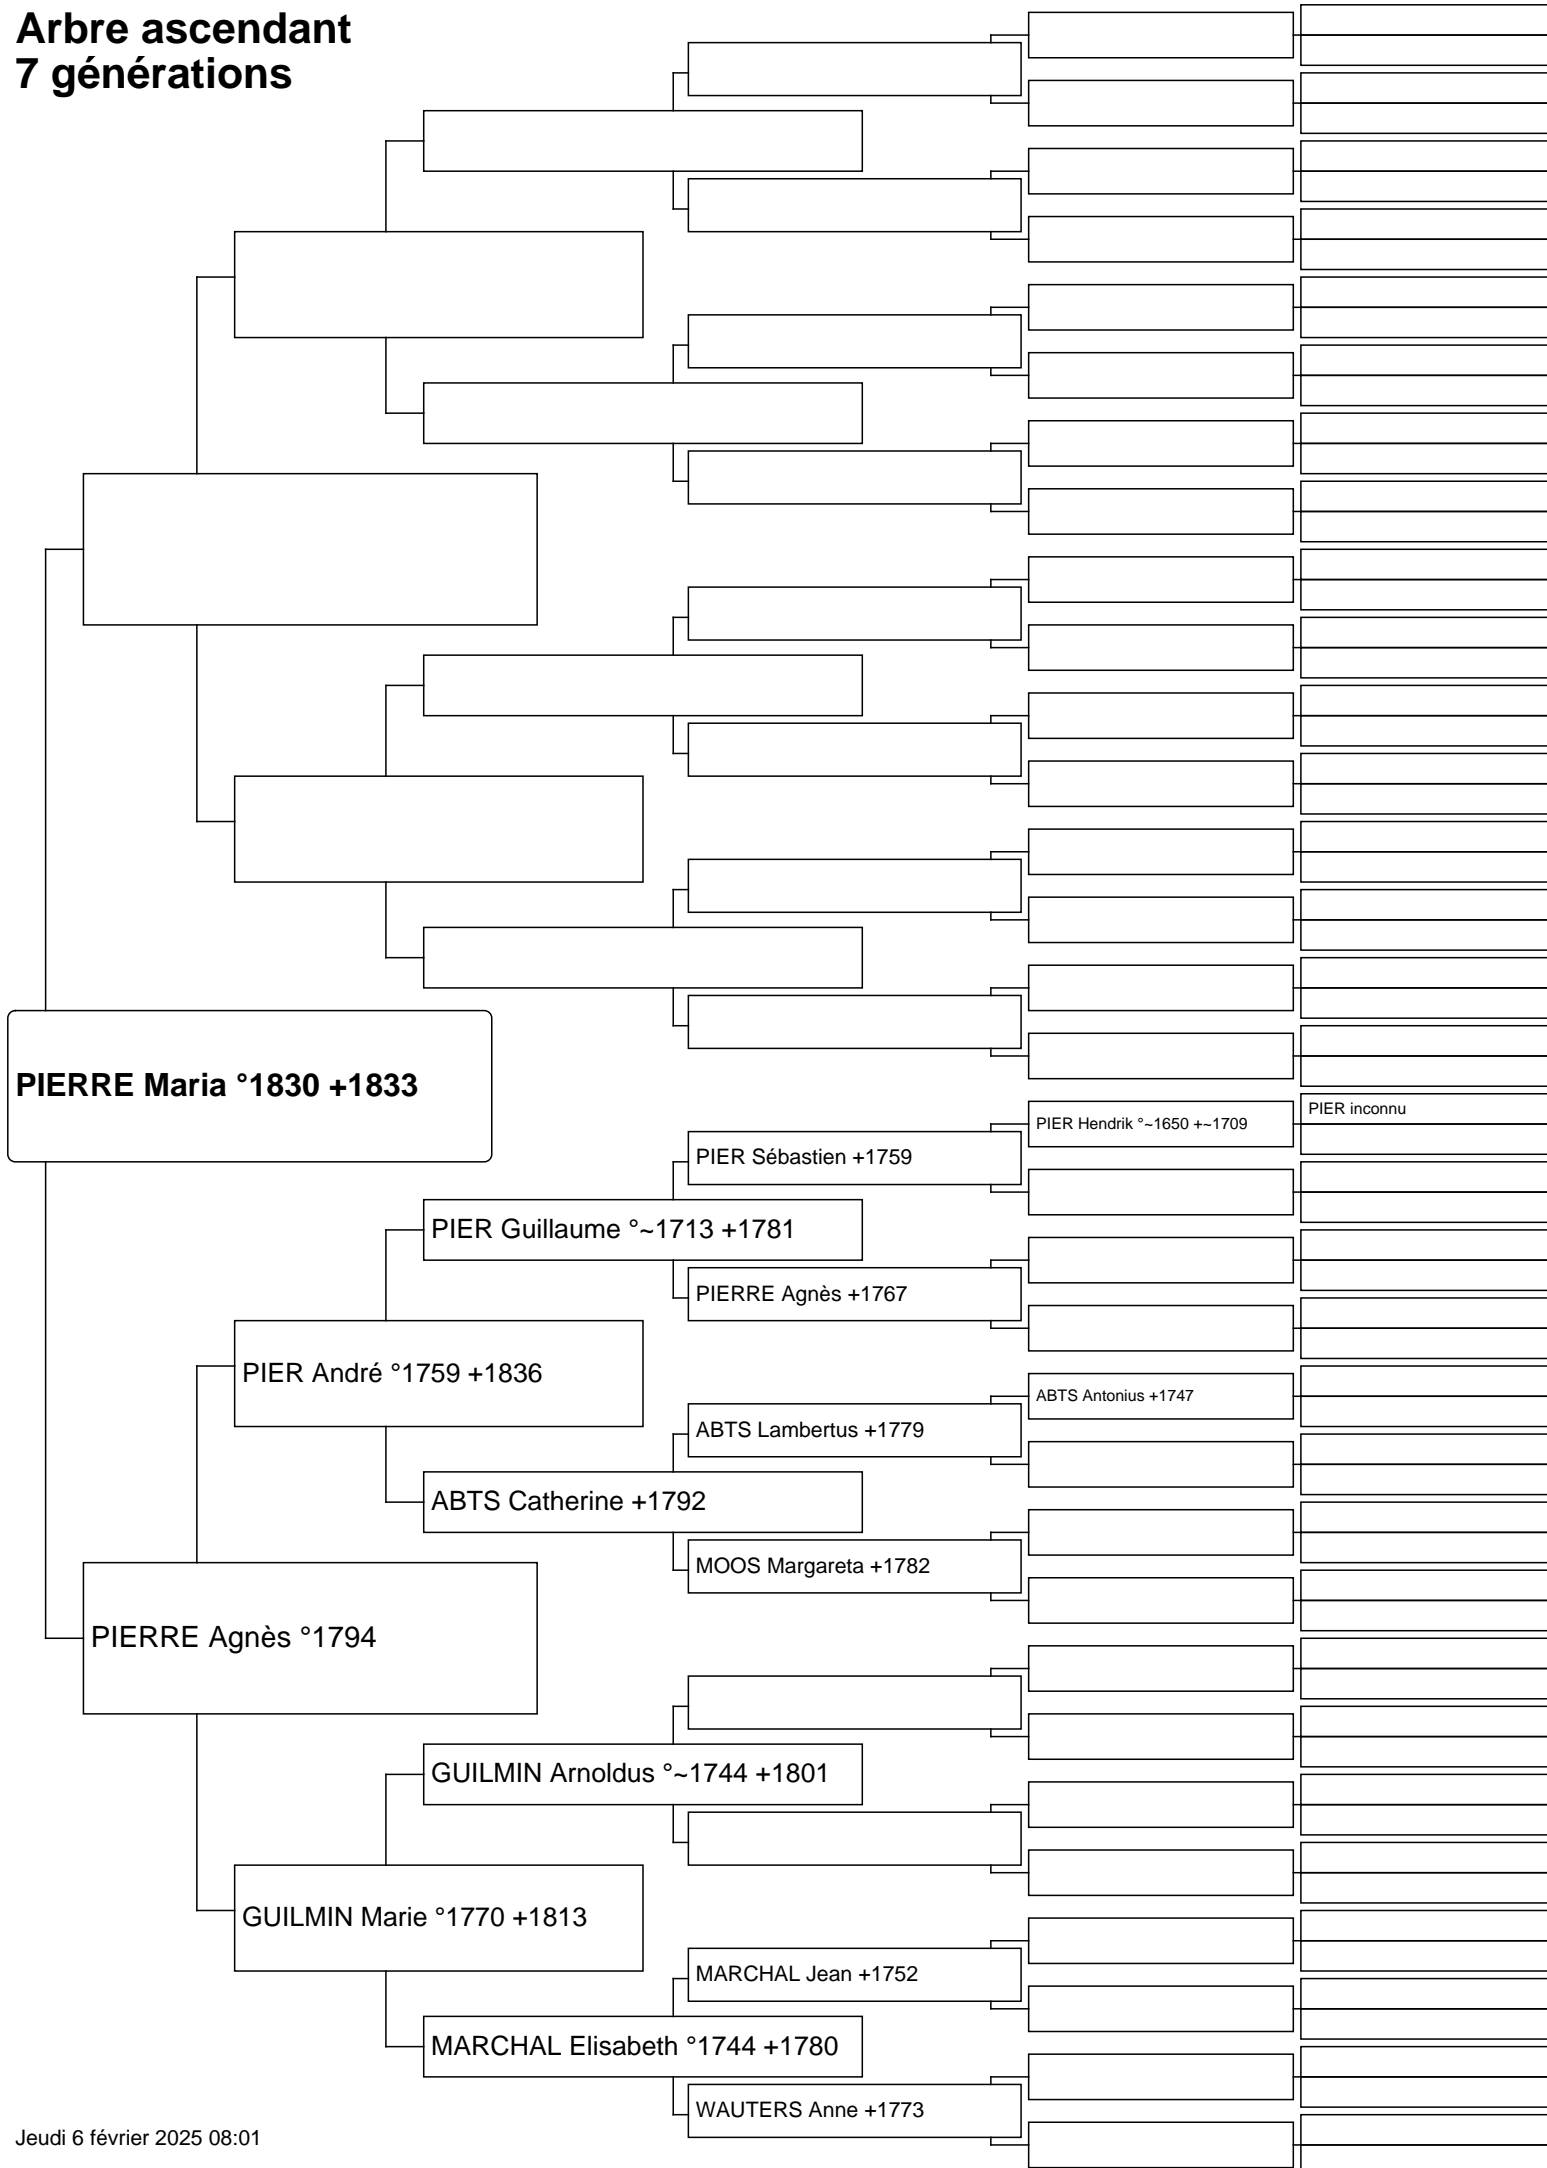 Arbre ascendant
7 générations
PIERRE Maria °1830 +1833
PIER Hendrik °~1650 +~1709
PIER inconnu
PIER Sébastien +1759
PIER Guillaume °~1713 +1781
PIERRE Agnès +1767
PIER André °1759 +1836
ABTS Antonius +1747
ABTS Lambertus +1779
ABTS Catherine +1792
MOOS Margareta +1782
PIERRE Agnès °1794
GUILMIN Arnoldus °~1744 +1801
GUILMIN Marie °1770 +1813
MARCHAL Jean +1752
MARCHAL Elisabeth °1744 +1780
WAUTERS Anne +1773
Jeudi 6 février 2025 08:01